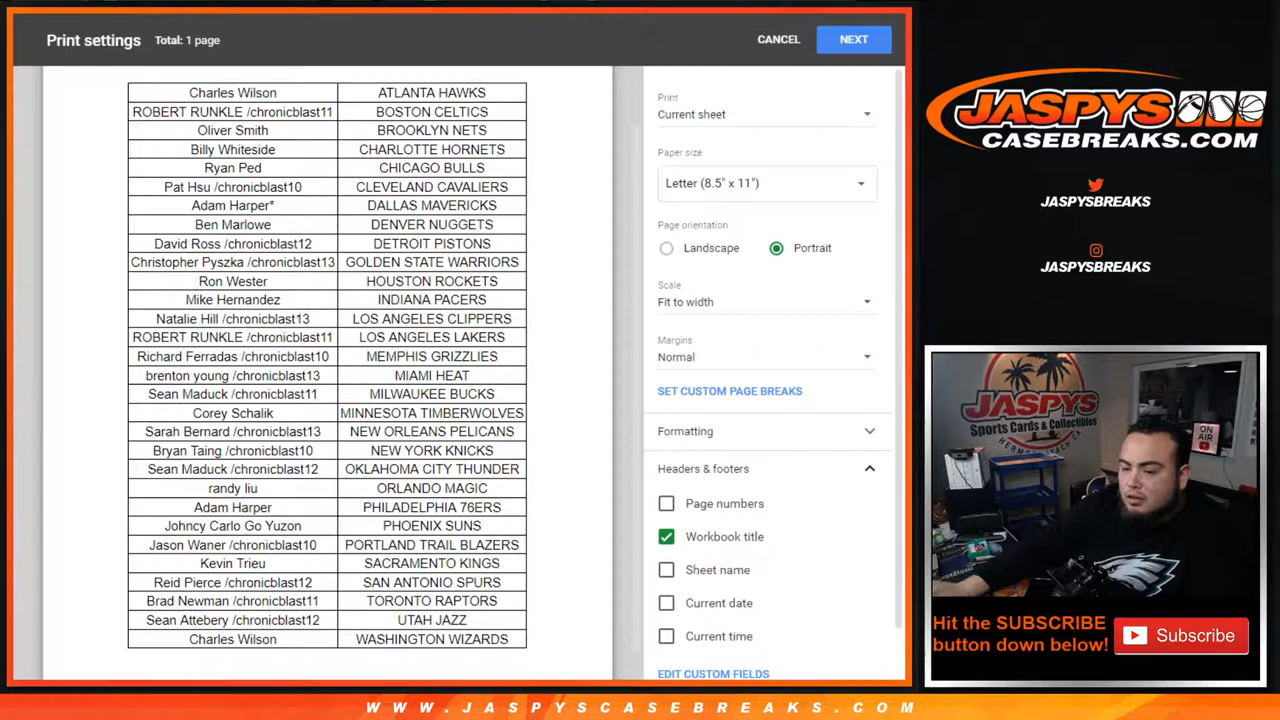 Print settings Total: 1 page CANCEL NEXT
Charles Wilson ATLANTA HAWKS
ROBERT RUNKLE /chronicblast11 BOSTON CELTICS
Oliver Smith BROOKLYN NETS
Billy Whiteside CHARLOTTE HORNETS
Ryan Ped CHICAGO BULLS
Pat Hsu /chronicblast10 CLEVELAND CAVALIERS
Adam Harper* DALLAS MAVERICKS
Ben Marlowe DENVER NUGGETS
David Ross /chronicblast12 DETROIT PISTONS
Christopher Pyszka /chronicblast13 GOLDEN STATE WARRIORS
Ron Wester HOUSTON ROCKETS
Mike Hernandez INDIANA PACERS
Natalie Hill /chronicblast13 LOS ANGELES CLIPPERS
ROBERT RUNKLE /chronicblast11 LOS ANGELES LAKERS
Richard Ferradas /chronicblast10 MEMPHIS GRIZZLIES
brenton young /chronicblast13 MIAMI HEAT
Sean Maduck /chronicblast11 MILWAUKEE BUCKS
Corey Schalik MINNESOTA TIMBERWOLVES
Sarah Bernard /chronicblast13 NEW ORLEANS PELICANS
Bryan Taing /chronicblast10 NEW YORK KNICKS
Sean Maduck /chronicblast12 OKLAHOMA CITY THUNDER
randy liu ORLANDO MAGIC
Adam Harper PHILADELPHIA 76ERS
Johncy Carlo Go Yuzon PHOENIX SUNS
Jason Waner /chronicblast10 PORTLAND TRAIL BLAZERS
Kevin Trieu SACRAMENTO KINGS
Reid Pierce /chronicblast12 SAN ANTONIO SPURS
Brad Newman /chronicblast11 TORONTO RAPTORS
Sean Attebery /chronicblast12 UTAH JAZZ
Charles Wilson WASHINGTON WIZARDS
Print
Current sheet
Paper size
Letter (8.5" x 11")
Page orientation
Landscape Portrait
Scale
Fit to width
Margins
Normal
SET CUSTOM PAGE BREAKS
Formatting
Headers & footers
Page numbers
Workbook title
Sheet name
Current date
Current time
EDIT CUSTOM FIELDS
JASPYS
CASEBREAKS.COM
JASPYSBREAKS
JASPYSBREAKS
JASPYS
Sports Cards & Collectibles
ON
AIR
Hit the SUBSCRIBE
button down below!
Subscribe
WWW.JASPYSCASEBREAKS.COM